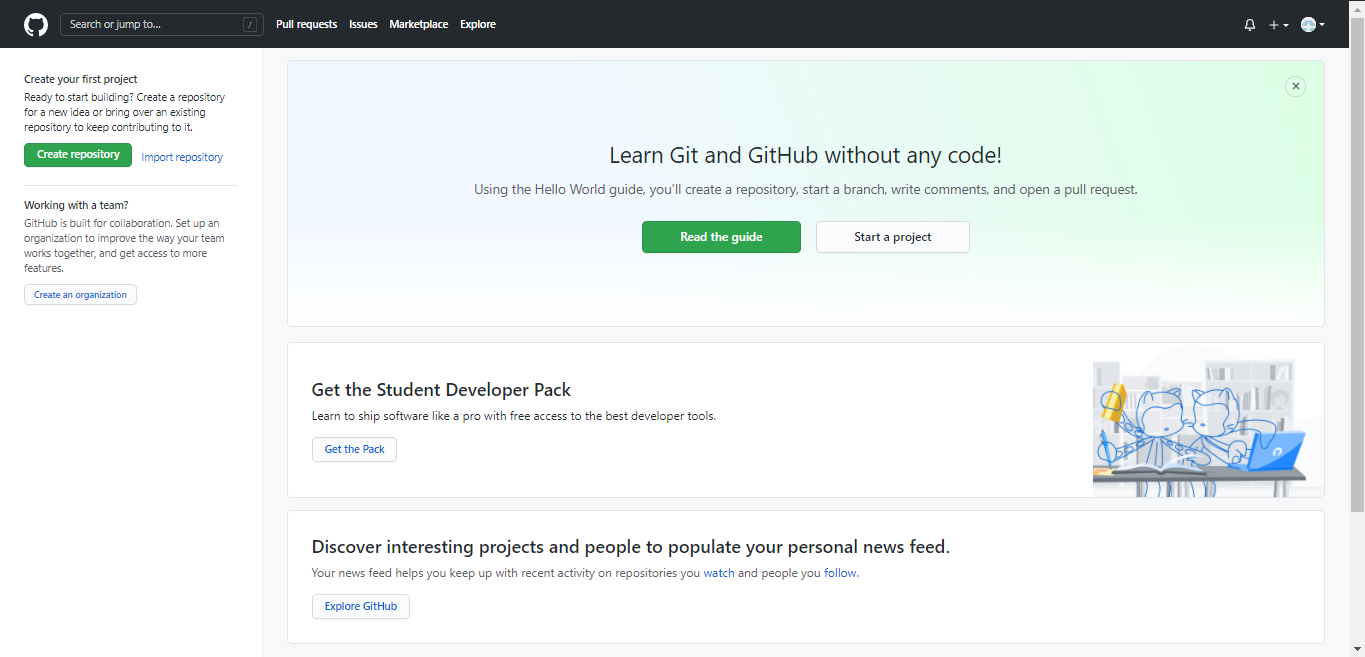 Search or jump to... /
Pull requests Issues Marketplace Explore
Create your first project
Ready to start building? Create a repository
for a new idea or bring over an existing
repository to keep contributing to it.
Create repository Import repository
Working with a team?
GitHub is built for collaboration. Set up an
organization to improve the way your team
works together, and get access to more
features.
Create an organization
Learn Git and GitHub without any code!
Using the Hello World guide, you’ll create a repository, start a branch, write comments, and open a pull request.
Read the guide Start a project
Get the Student Developer Pack
Learn to ship software like a pro with free access to the best developer tools.
Get the Pack
Discover interesting projects and people to populate your personal news feed.
Your news feed helps you keep up with recent activity on repositories you watch and people you follow.
Explore GitHub